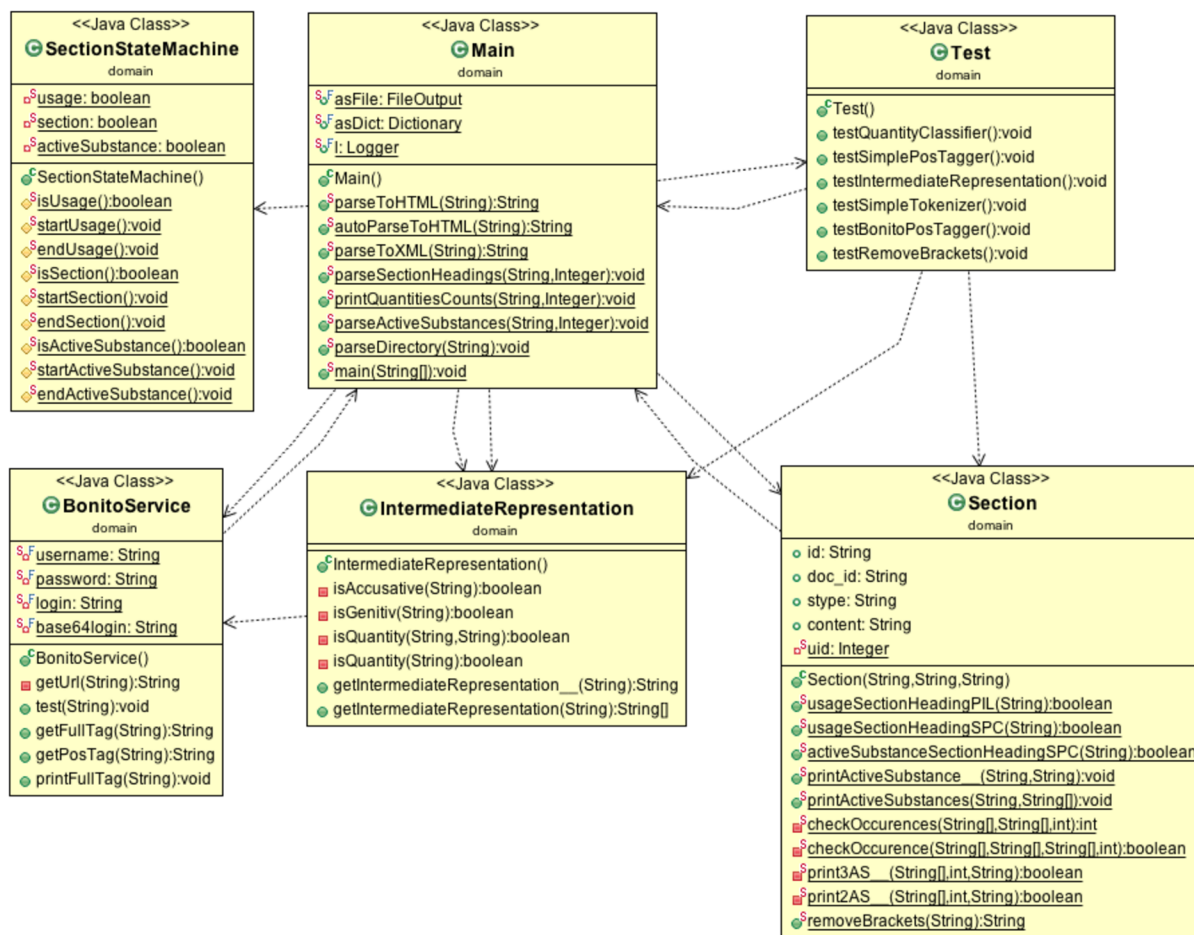 <<Java Class>>
SectionStateMachine
domain
usage: boolean
section: boolean
activeSubstance: boolean
SectionStateMachine()
isUsage():boolean
startUsage():void
endUsage():void
isSection():boolean
startSection():void
endSection():void
isActiveSubstance():boolean
startActiveSubstance():void
endActiveSubstance():void
<<Java Class>>
Main
domain
asFile: FileOutput
asDict: Dictionary
l: Logger
Main()
parseToHTML(String):String
autoParseToHTML(String):String
parseToXML(String):String
parseSectionHeadings(String,Integer):void
printQuantitiesCounts(String,Integer):void
parseActiveSubstances(String,Integer):void
parseDirectory(String):void
main(String[]):void
<<Java Class>>
Test
domain
Test()
testQuantityClassifier():void
testSimplePosTagger():void
testIntermediateRepresentation():void
testSimpleTokenizer():void
testBonitoPosTagger():void
testRemoveBrackets():void
<<Java Class>>
BonitoService
domain
username: String
password: String
login: String
base64login: String
BonitoService()
getUrl(String):String
test(String):void
getFullTag(String):String
getPosTag(String):String
printFullTag(String):void
<<Java Class>>
IntermediateRepresentation
domain
IntermediateRepresentation()
isAccusative(String):boolean
isGenitiv(String):boolean
isQuantity(String,String):boolean
isQuantity(String):boolean
getIntermediateRepresentation__(String):String
getIntermediateRepresentation(String):String[]
<<Java Class>>
Section
domain
id: String
doc_id: String
stype: String
content: String
uid: Integer
Section(String,String,String)
usageSectionHeadingPIL(String):boolean
usageSectionHeadingSPC(String):boolean
activeSubstanceSectionHeadingSPC(String):boolean
printActiveSubstance__(String,String):void
printActiveSubstances(String,String[]):void
checkOccurences(String[],String[],int):int
checkOccurence(String[],String[],String[],int):boolean
print3AS__(String[],int,String):boolean
print2AS__(String[],int,String):boolean
removeBrackets(String):String